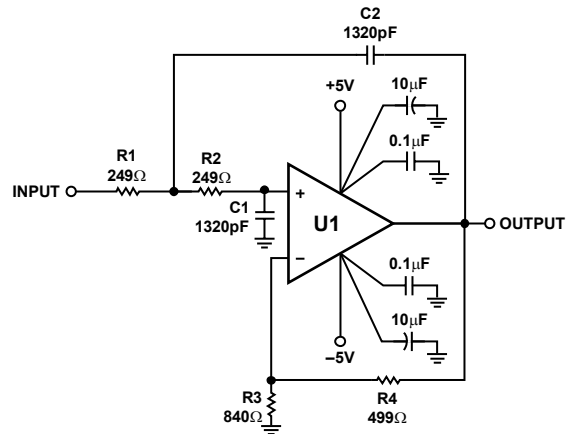 C2
1320pF
+5V
10μF
0.1μF
R1
249Ω
R2
249Ω
INPUT
C1
1320pF
+
U1
–
OUTPUT
0.1μF
10μF
–5V
R3
840Ω
R4
499Ω